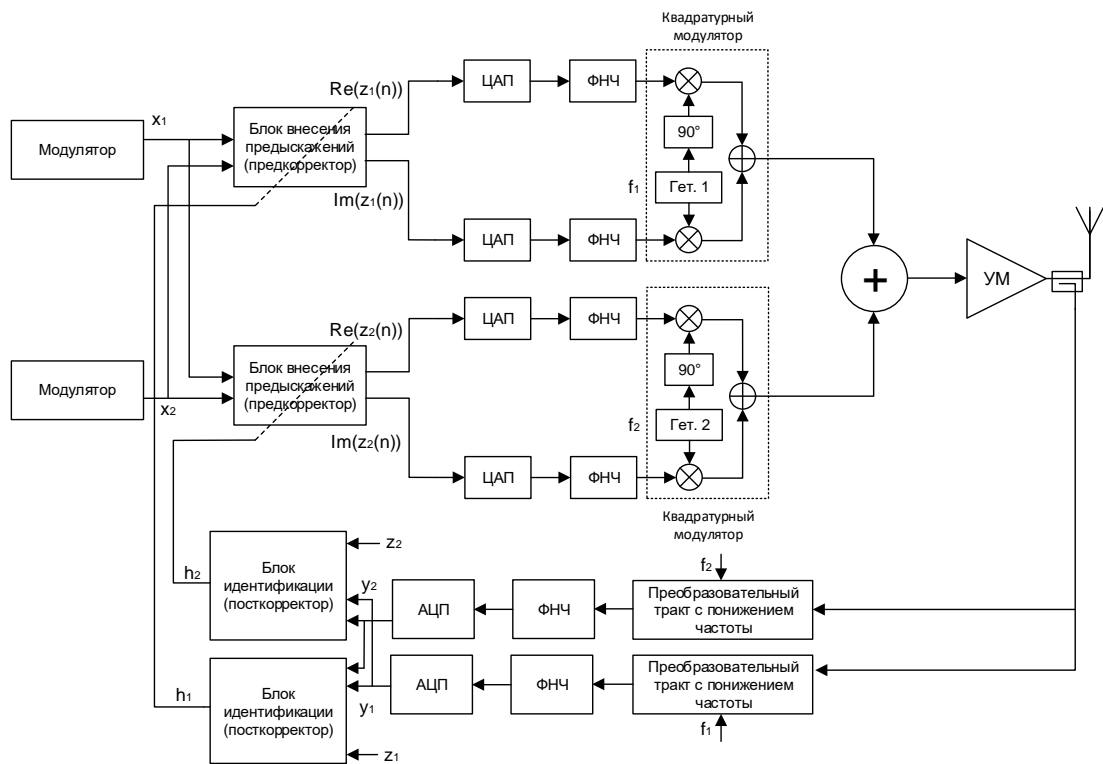 Квадратурный
модулятор
Модулятор
x1
Блок внесения
предыскажений
(предкорректор)
Re(z1(n))
Im(z1(n))
ЦАП
ФНЧ
90°
Гет. 1
f1
ЦАП
ФНЧ
+
УМ
Модулятор
x2
Блок внесения
предыскажений
(предкорректор)
Re(z2(n))
Im(z2(n))
ЦАП
ФНЧ
90°
Гет. 2
f2
ЦАП
ФНЧ
Квадратурный
модулятор
h2
Блок
идентификации
(посткорректор)
z2
y2
АЦП
ФНЧ
f2
Преобразовательный
тракт с понижением
частоты
h1
Блок
идентификации
(посткорректор)
y1
z1
АЦП
ФНЧ
Преобразовательный
тракт с понижением
частоты
f1